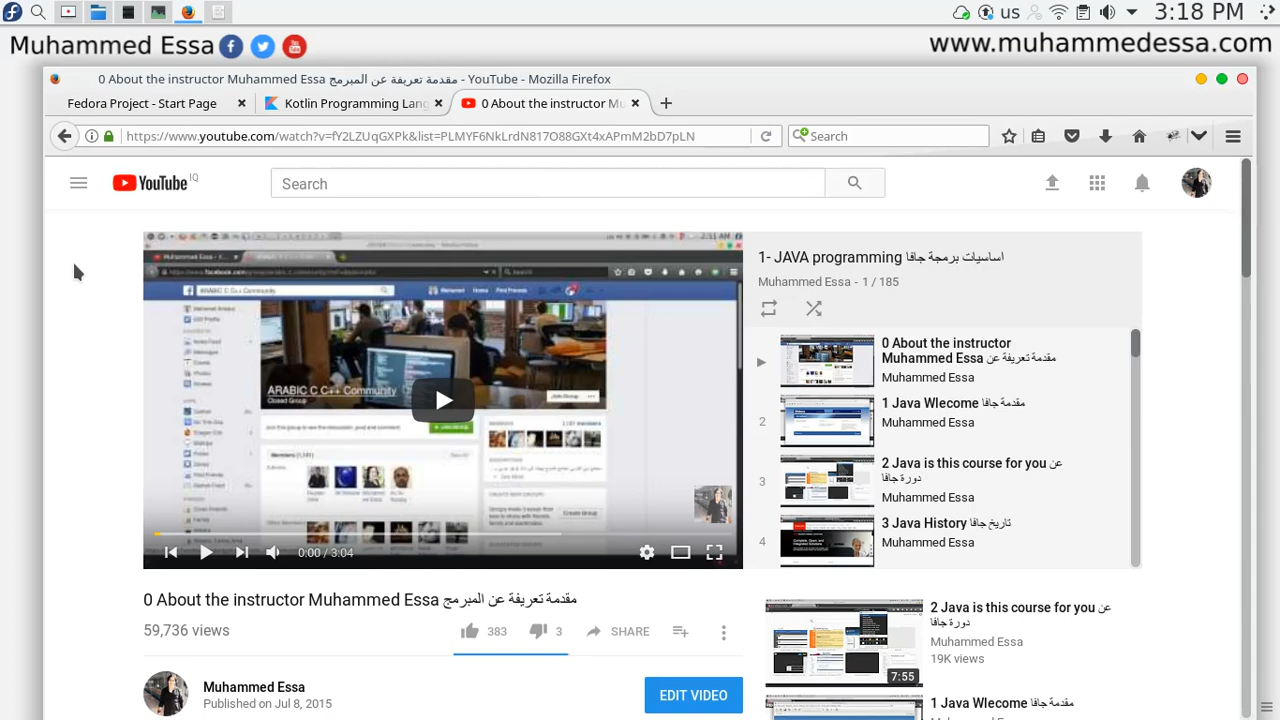 us
3:18 PM
Muhammed Essa
www.muhammedessa.com
0 About the instructor Muhammed Essa مقدمة تعريفة عن المبرمج - YouTube - Mozilla Firefox
Fedora Project - Start Page
Kotlin Programming Lang
0 About the instructor Mu
https://www.youtube.com/watch?v=fY2LZUqGXPk&list=PLMYF6NkLrdN817O88GXt4xAPmM2bD7pLN
Search
YouTube IQ
Search
ARABIC C C++ Community
Closed Group
0:00 / 3:04
1- JAVA programming اساسيات برمجة جافا
Muhammed Essa - 1 / 185
0 About the instructor
Muhammed Essa مقدمة تعريفة عن
Muhammed Essa
2
1 Java Wlecome مقدمة جافا
Muhammed Essa
3
2 Java is this course for you عن
دورة جافا
Muhammed Essa
4
3 Java History تاريخ جافا
Muhammed Essa
0 About the instructor Muhammed Essa مقدمة تعريفة عن المبرمج
59,736 views
383
3
SHARE
Muhammed Essa
Published on Jul 8, 2015
EDIT VIDEO
2 Java is this course for you عن
دورة جافا
Muhammed Essa
19K views
7:55
1 Java Wlecome مقدمة جافا